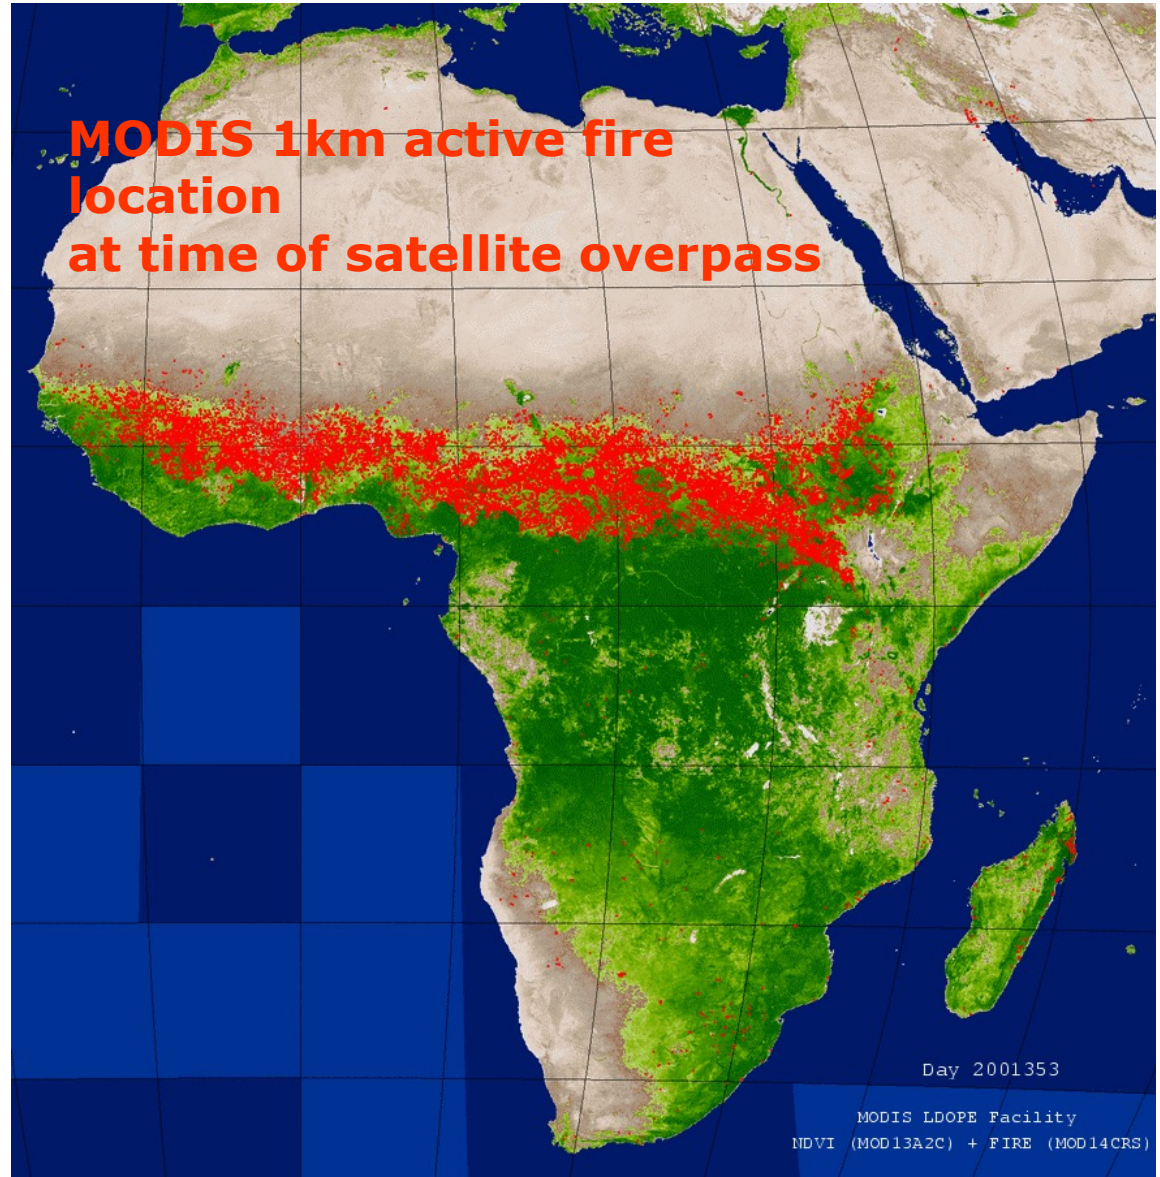 MODIS 1km active fire
location
at time of satellite overpass
Day 2001353
MODIS LDOPE Facility
NDVI (MOD13A2C) + FIRE (MOD14CRS)